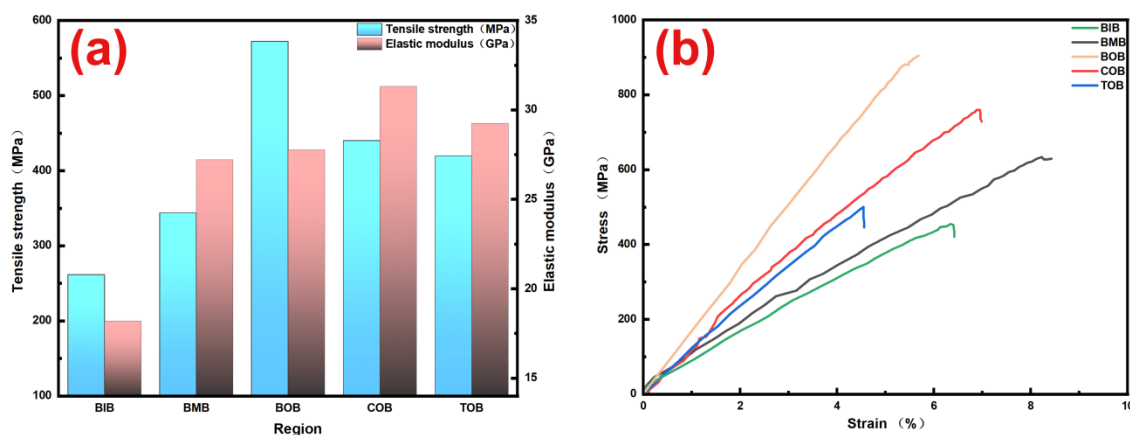 (a)
Tensile strength（MPa）
Elastic modulus（GPa）
600
500
400
300
200
100
Tensile strength（MPa）
35
30
25
20
15
Elastic modulus（GPa）
BIB BMB BOB COB TOB
Region
(b)
BIB
BMB
BOB
COB
TOB
1000
800
600
400
200
0
Stress（MPa）
0 2 4 6 8 10
Strain （%）